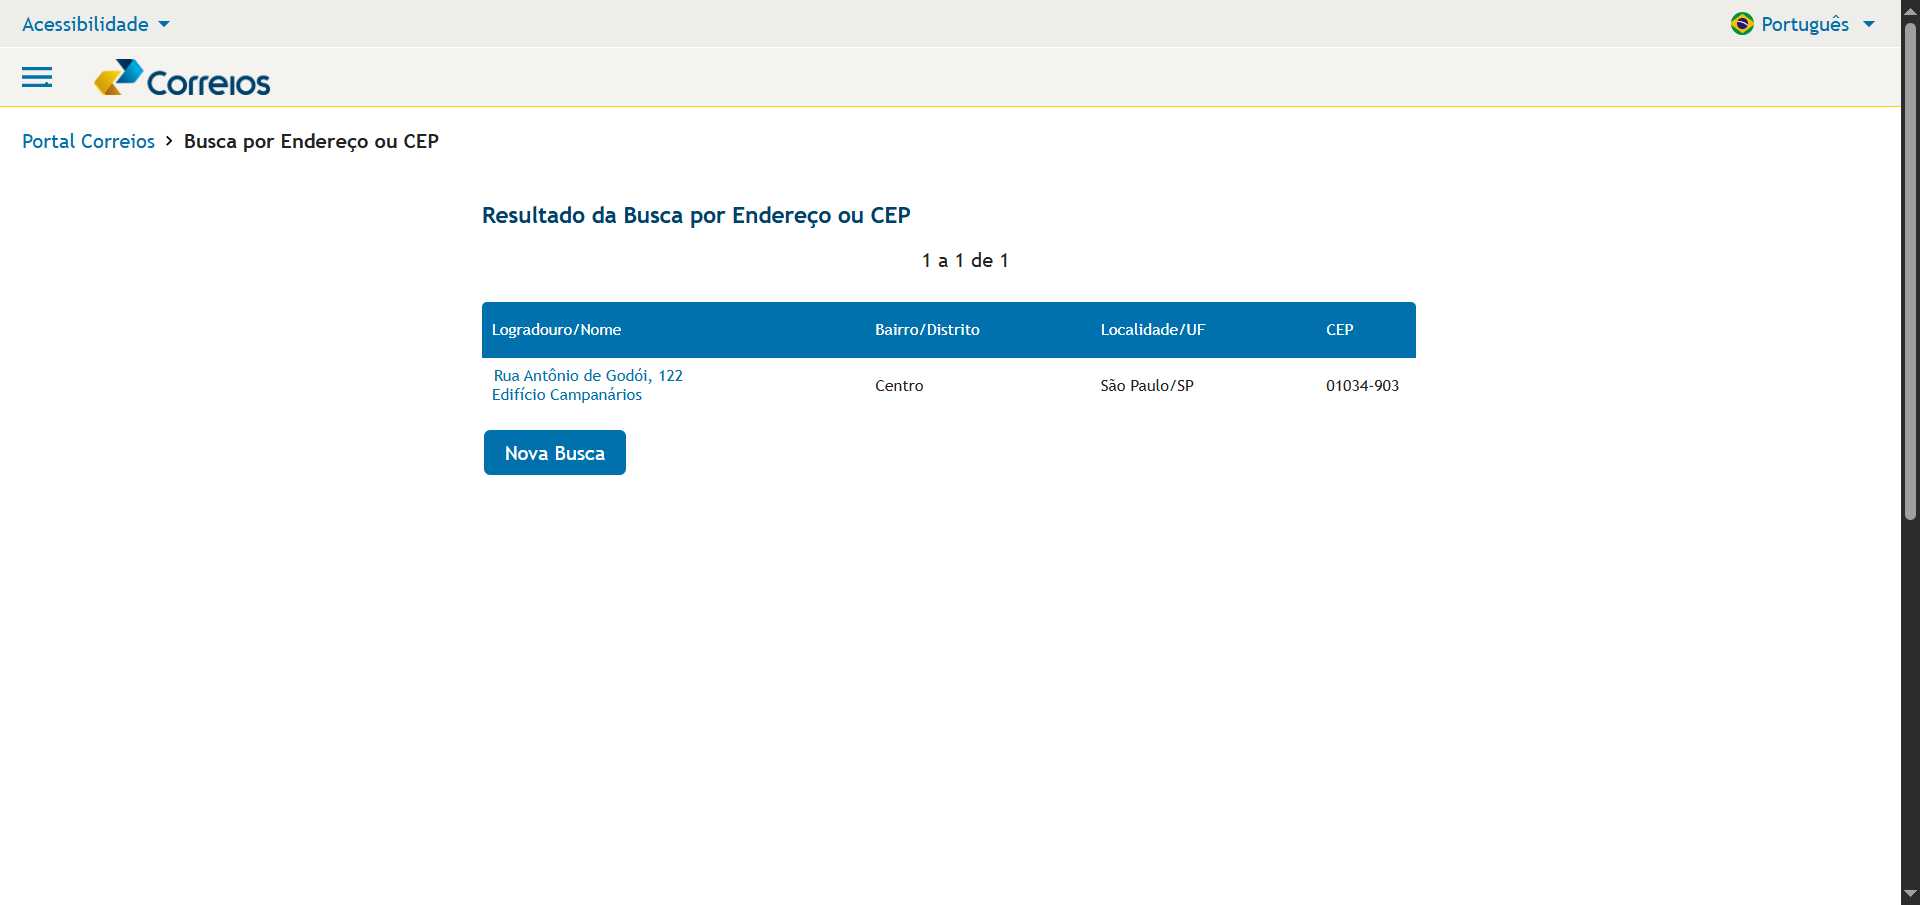 Acessibilidade
Português
Correios
Portal Correios > Busca por Endereço ou CEP
Resultado da Busca por Endereço ou CEP
1 a 1 de 1
Logradouro/Nome Bairro/Distrito Localidade/UF CEP
Rua Antônio de Godói, 122
Edifício Campanários
Centro São Paulo/SP 01034-903
Nova Busca